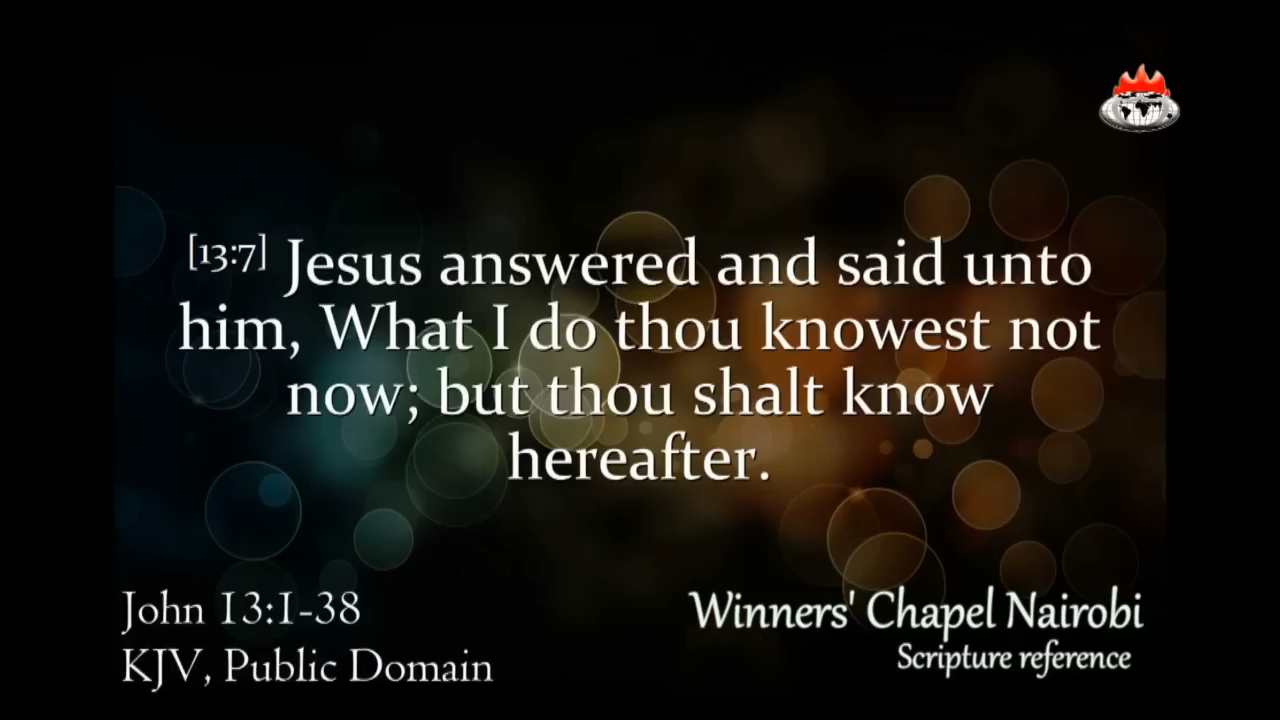 [13:7] Jesus answered and said unto
him, What I do thou knowest not
now; but thou shalt know
hereafter.
John 13:1-38
KJV, Public Domain
Winners' Chapel Nairobi
Scripture reference